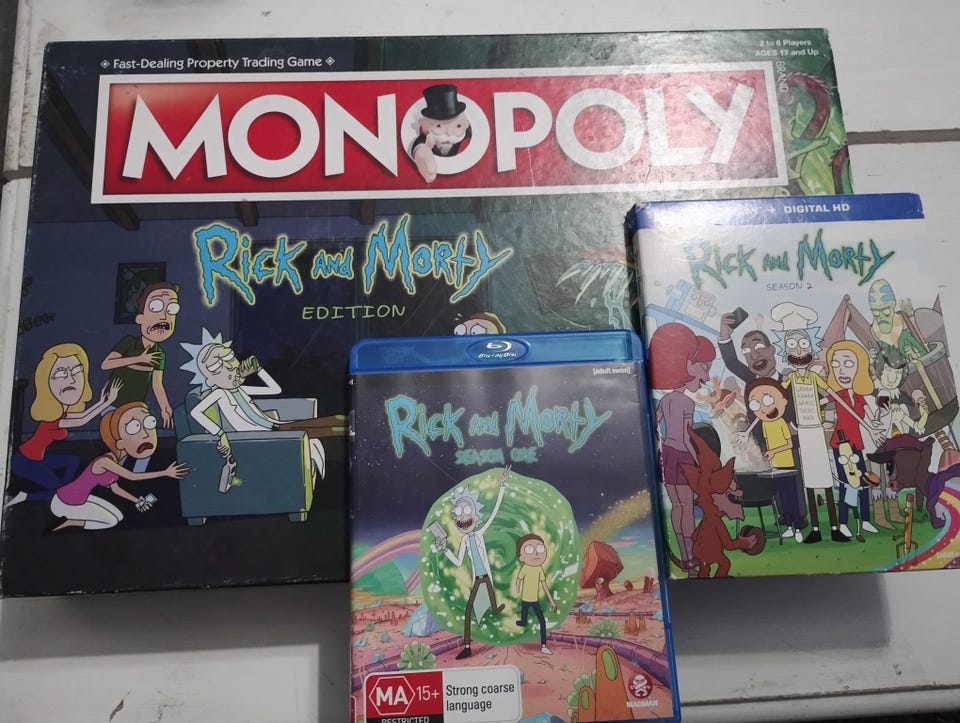 Fast-Dealing Property Trading Game
2 to 6 Players
AGES 17 and Up
BRAND
MONOPOLY
RICK AND MORTY
EDITION
+ DIGITAL HD
RICK AND MORTY
SEASON 2
Blu-ray Disc
[adult swim]
RICK AND MORTY
SEASON ONE
MA 15+
RESTRICTED
Strong coarse
language
MADMAN